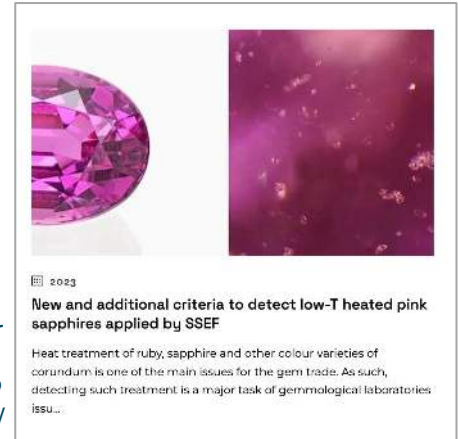 2023
New and additional criteria to detect low-T heated pink
sapphires applied by SSEF
Heat treatment of ruby, sapphire and other colour varieties of
corundum is one of the main issues for the gem trade. As such,
detecting such treatment is a major task of gemmological laboratories
issu...